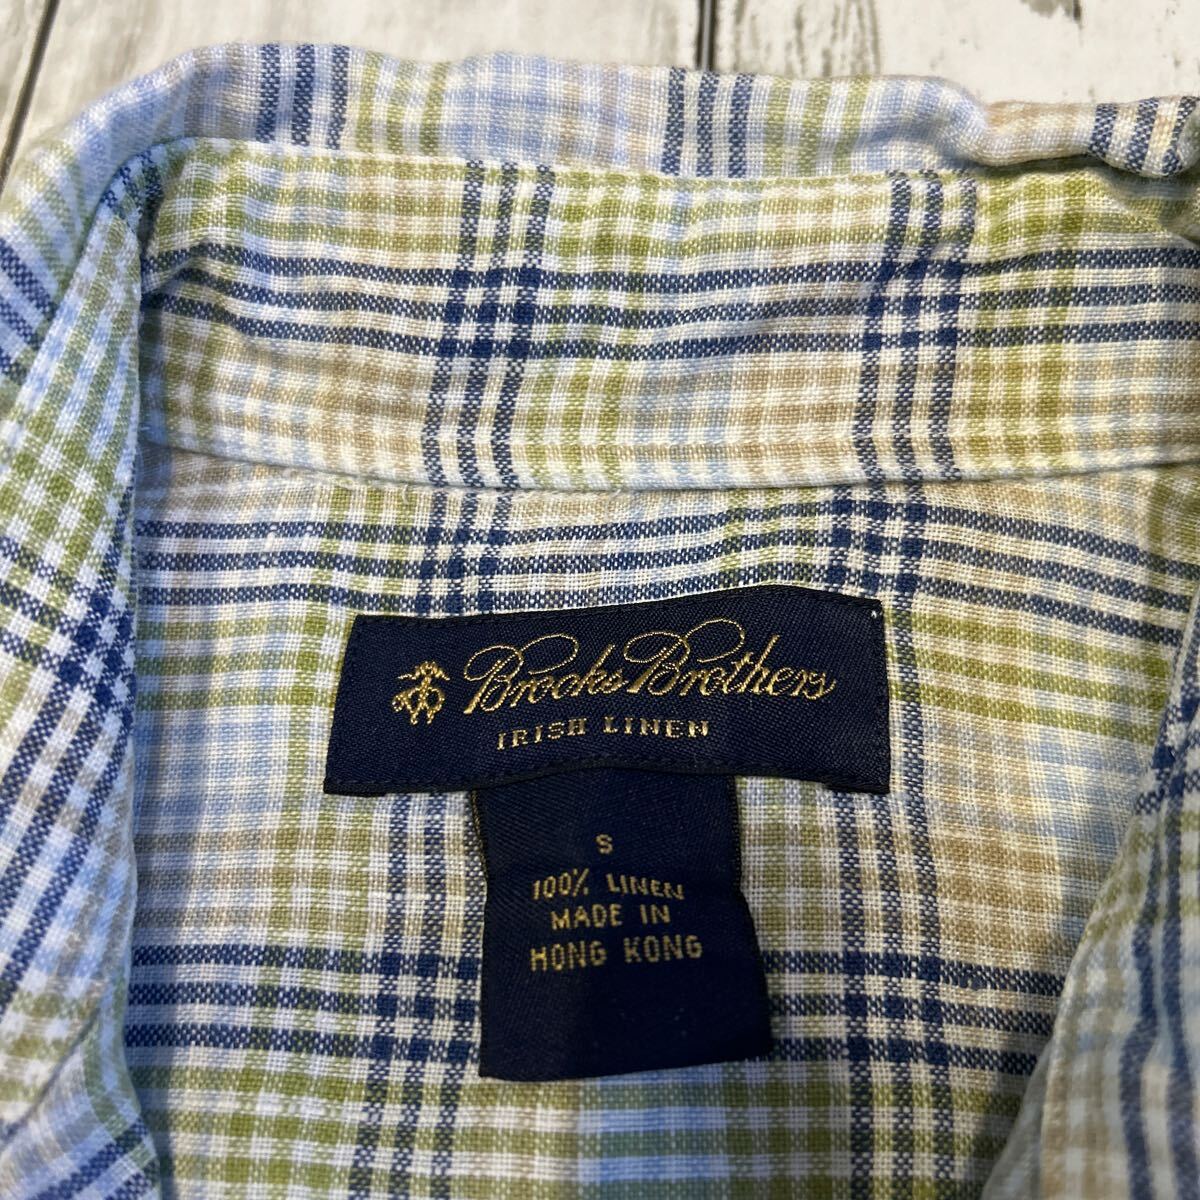 Brooks Brothers
IRISH LINEN
S
100% LINEN
MADE IN
HONG KONG